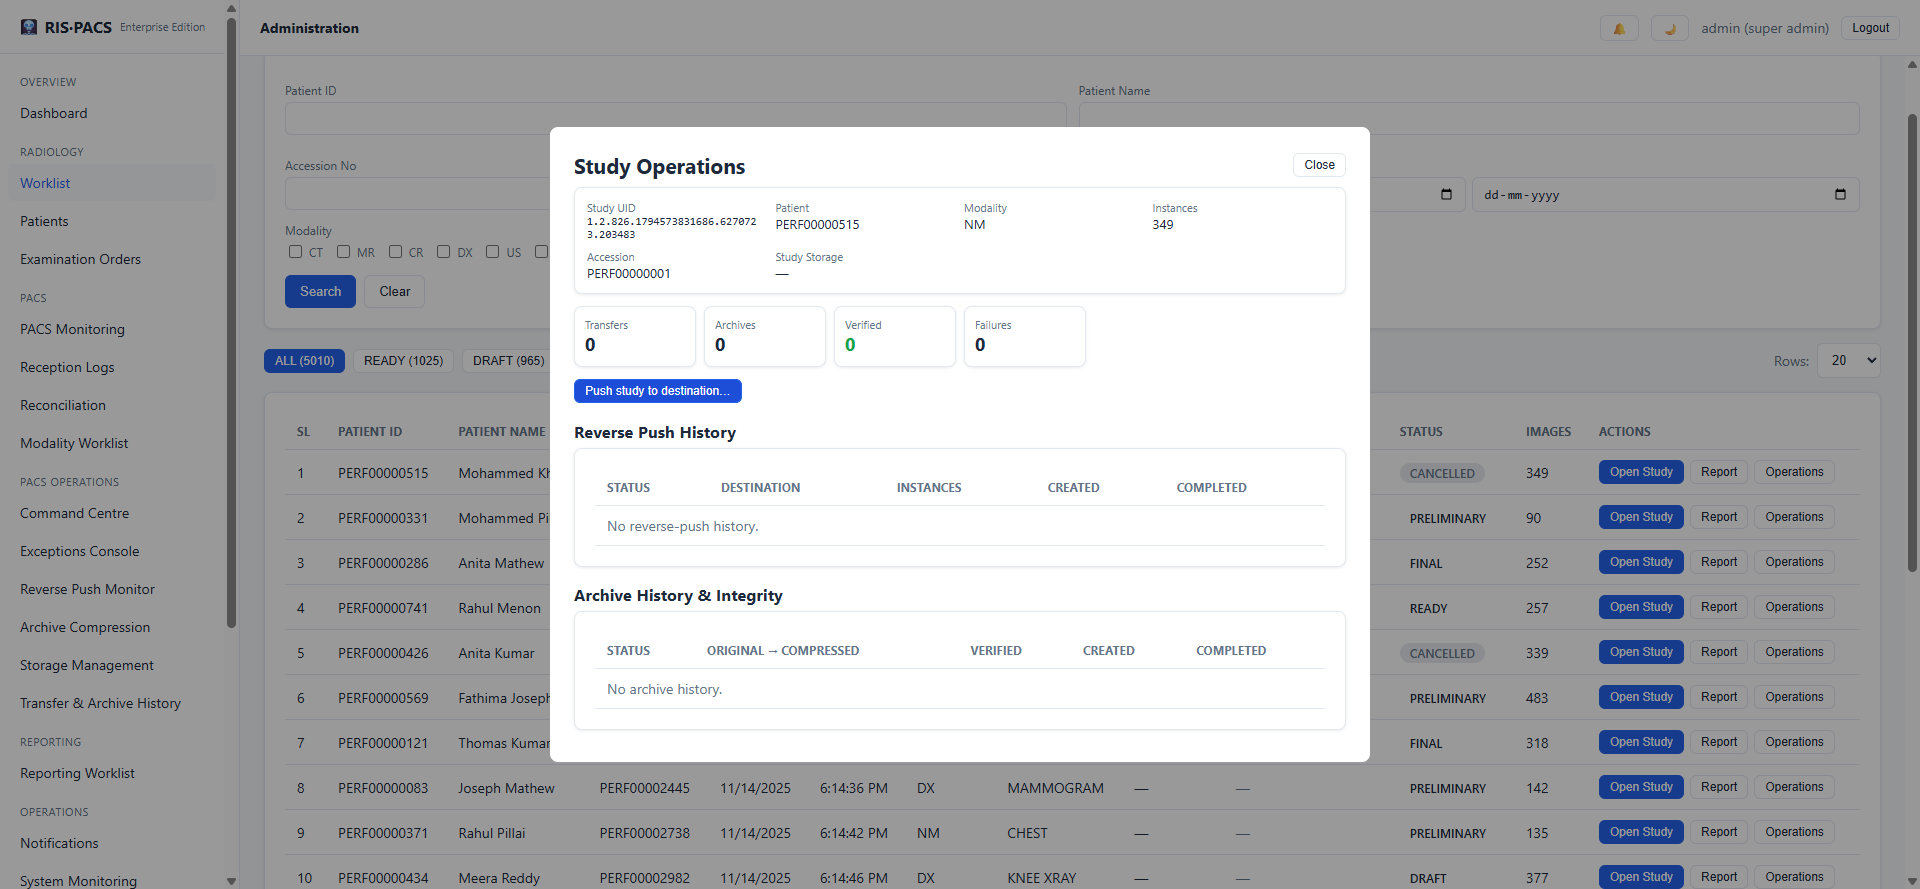 RIS·PACS Enterprise Edition
Administration
admin (super admin)
Logout
OVERVIEW
Dashboard
RADIOLOGY
Worklist
Patients
Examination Orders
PACS
PACS Monitoring
Reception Logs
Reconciliation
Modality Worklist
PACS OPERATIONS
Command Centre
Exceptions Console
Reverse Push Monitor
Archive Compression
Storage Management
Transfer & Archive History
REPORTING
Reporting Worklist
OPERATIONS
Notifications
System Monitoring
Patient ID
Patient Name
Accession No
dd-mm-yyyy
Modality
CT MR CR DX US
Search Clear
ALL (5010) READY (1025) DRAFT (965)
Rows: 20
Study Operations
Close
Study UID
1.2.826.1794573831686.627072
3.203483
Patient
PERF00000515
Modality
NM
Instances
349
Accession
PERF00000001
Study Storage
—
Transfers
0
Archives
0
Verified
0
Failures
0
Push study to destination...
Reverse Push History
STATUS DESTINATION INSTANCES CREATED COMPLETED
No reverse-push history.
Archive History & Integrity
STATUS ORIGINAL → COMPRESSED VERIFIED CREATED COMPLETED
No archive history.
SL PATIENT ID PATIENT NAME STATUS IMAGES ACTIONS
1 PERF00000515 Mohammed CANCELLED 349 Open Study Report Operations
2 PERF00000331 Mohammed PRELIMINARY 90 Open Study Report Operations
3 PERF00000286 Anita Mathew FINAL 252 Open Study Report Operations
4 PERF00000741 Rahul Menon READY 257 Open Study Report Operations
5 PERF00000426 Anita Kumar CANCELLED 339 Open Study Report Operations
6 PERF00000569 Fathima Joseph PRELIMINARY 483 Open Study Report Operations
7 PERF00000121 Thomas Kumar FINAL 318 Open Study Report Operations
8 PERF00000083 Joseph Mathew PERF00002445 11/14/2025 6:14:36 PM DX MAMMOGRAM — — PRELIMINARY 142 Open Study Report Operations
9 PERF00000371 Rahul Pillai PERF00002738 11/14/2025 6:14:42 PM NM CHEST — — PRELIMINARY 135 Open Study Report Operations
10 PERF00000434 Meera Reddy PERF00002982 11/14/2025 6:14:46 PM DX KNEE XRAY — — DRAFT 377 Open Study Report Operations